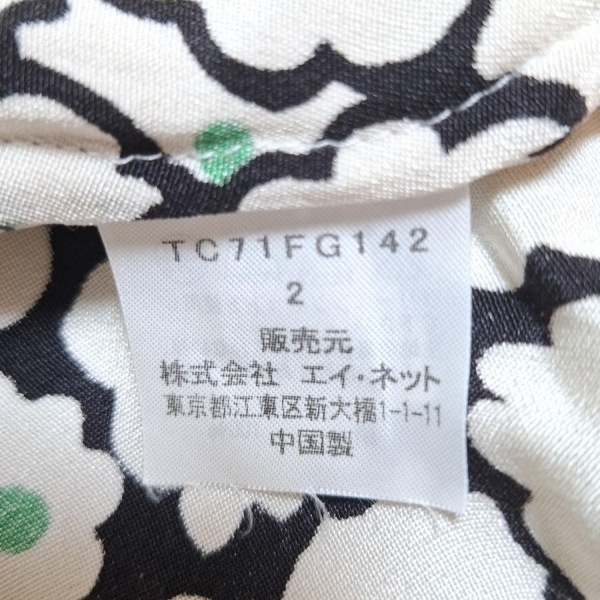 TC71FG142
2
販売元
株式会社 エイ・ネット
東京都江東区新大橋1-1-11
中国製